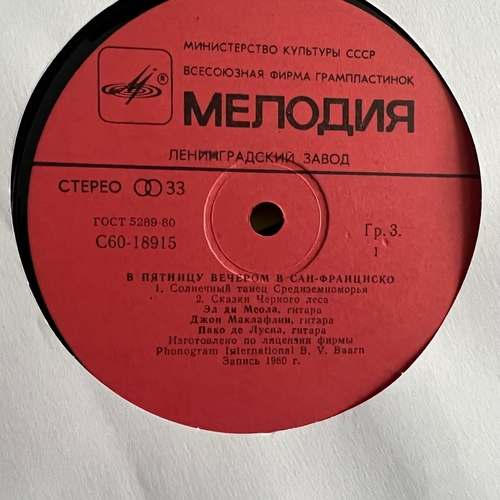 МИНИСТЕРСТВО КУЛЬТУРЫ СССР
ВСЕСОЮЗНАЯ ФИРМА ГРАМПЛАСТИНОК
®
МЕЛОДИЯ
ЛЕНИНГРАДСКИЙ ЗАВОД
СТЕРЕО 33
ГОСТ 5289-80
С60-18915
Гр. 3.
1
В ПЯТНИЦУ ВЕЧЕРОМ В САН-ФРАНЦИСКО
1. Солнечный танец Средиземноморья
2. Сказки Черного леса
Эл ди Меола, гитара
Джон Маклафлин, гитара
Пако де Лусиа, гитара
Изготовлено по лицензии фирмы
Phonogram International B. V. Baarn
Запись 1980 г.